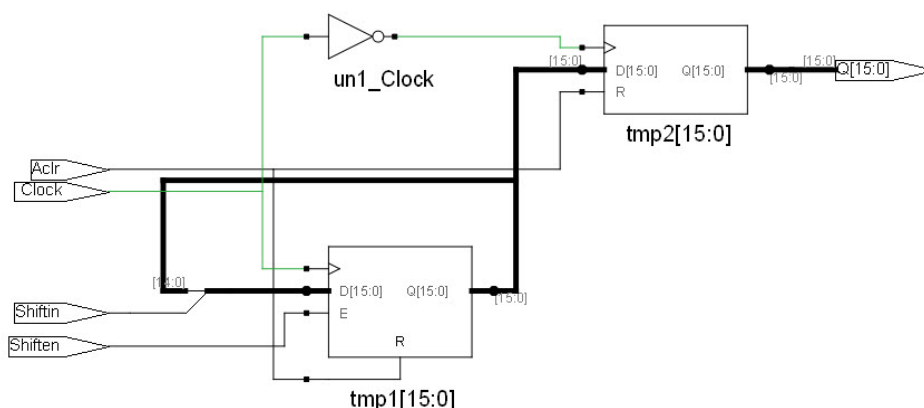 un1_Clock
[15:0]
D[15:0]
Q[15:0]
R
[15:0]
[15:0]
Q[15:0]
tmp2[15:0]
Aclr
Clock
[14:0]
D[15:0]
Q[15:0]
[15:0]
E
R
Shiftin
Shiften
tmp1[15:0]